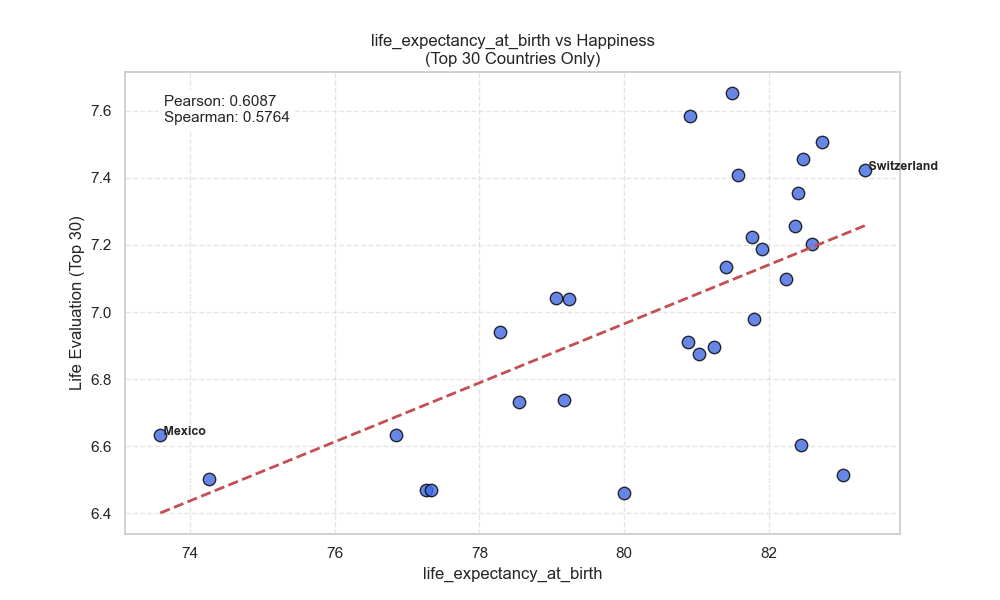 life_expectancy_at_birth vs Happiness
(Top 30 Countries Only)
Pearson: 0.6087
Spearman: 0.5764
7.6
7.4
7.2
7.0
6.8
6.6
6.4
Life Evaluation (Top 30)
Switzerland
Mexico
74
76
78
80
82
life_expectancy_at_birth